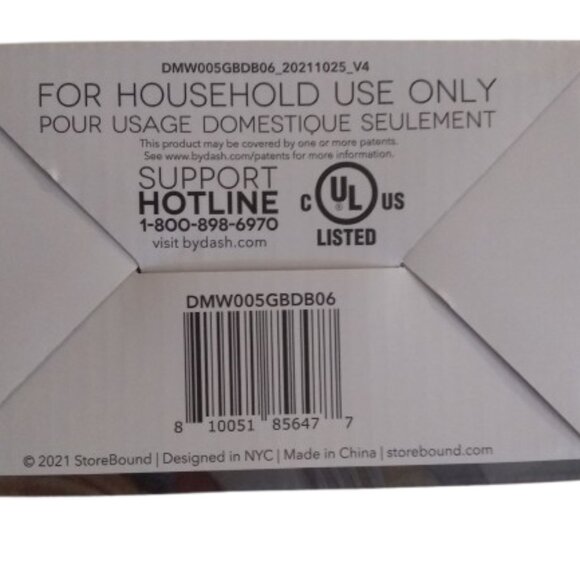 DMW005GBDB06_20211025_V4
FOR HOUSEHOLD USE ONLY
POUR USAGE DOMESTIQUE SEULEMENT
This product may be covered by one or more patents.
See www.bydash.com/patents for more information.
SUPPORT
HOTLINE
1-800-898-6970
visit bydash.com
C UL ® US
LISTED
DMW005GBDB06
8 10051 85647 7
© 2021 StoreBound | Designed in NYC | Made in China | storebound.com